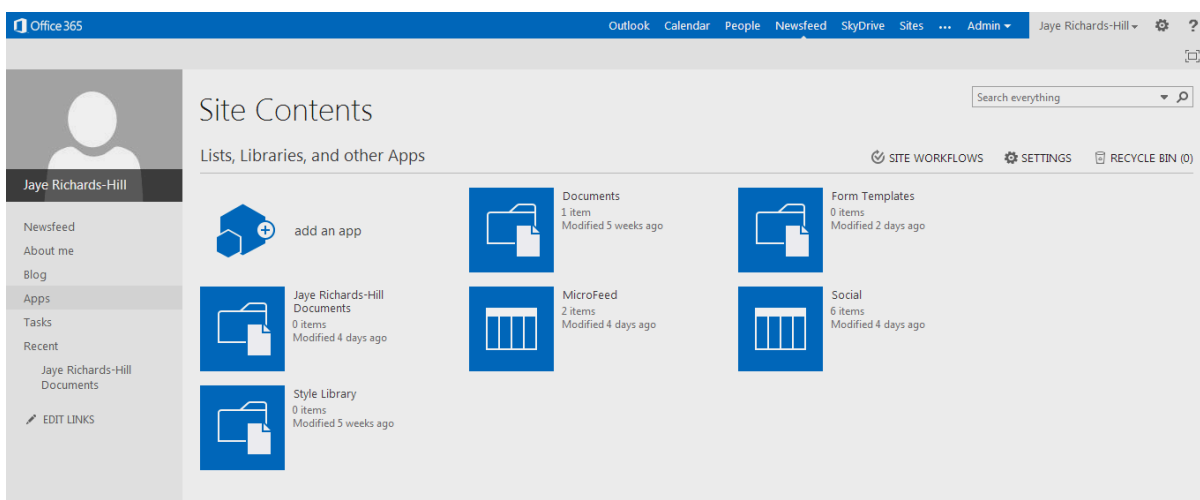 Office 365
Outlook Calendar People Newsfeed SkyDrive Sites ... Admin Jaye Richards-Hill ?
Search everything
Site Contents
Lists, Libraries, and other Apps
SITE WORKFLOWS SETTINGS RECYCLE BIN (0)
Jaye Richards-Hill
Newsfeed
About me
Blog
Apps
Tasks
Recent
Jaye Richards-Hill
Documents
EDIT LINKS
add an app
Documents
1 item
Modified 5 weeks ago
Form Templates
0 items
Modified 2 days ago
Jaye Richards-Hill
Documents
0 items
Modified 4 days ago
MicroFeed
2 items
Modified 4 days ago
Social
6 items
Modified 4 days ago
Style Library
0 items
Modified 5 weeks ago